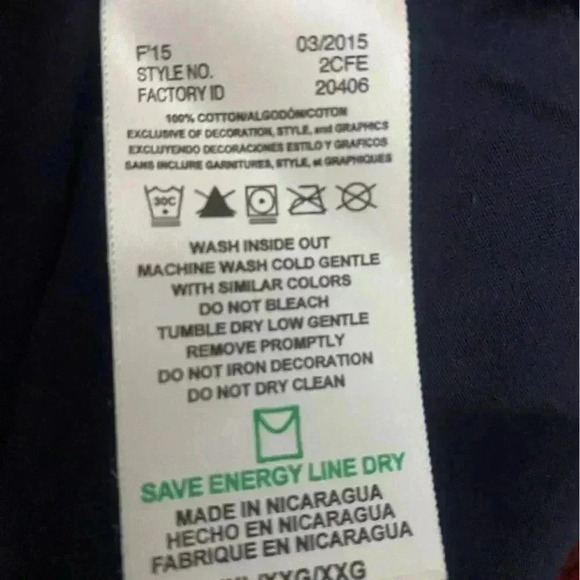 F'15 03/2015
STYLE NO. 2CFE
FACTORY ID 20406
100% COTTON/ALGODÓN/COTON
EXCLUSIVE OF DECORATION, STYLE, and GRAPHICS
EXCLUYENDO DECORACIONES ESTILO Y GRAFICOS
SANS INCLURE GARNITURES, STYLE, et GRAPHIQUES
30C
WASH INSIDE OUT
MACHINE WASH COLD GENTLE
WITH SIMILAR COLORS
DO NOT BLEACH
TUMBLE DRY LOW GENTLE
REMOVE PROMPTLY
DO NOT IRON DECORATION
DO NOT DRY CLEAN
SAVE ENERGY LINE DRY
MADE IN NICARAGUA
HECHO EN NICARAGUA
FABRIQUE EN NICARAGUA
/XXG/XXG